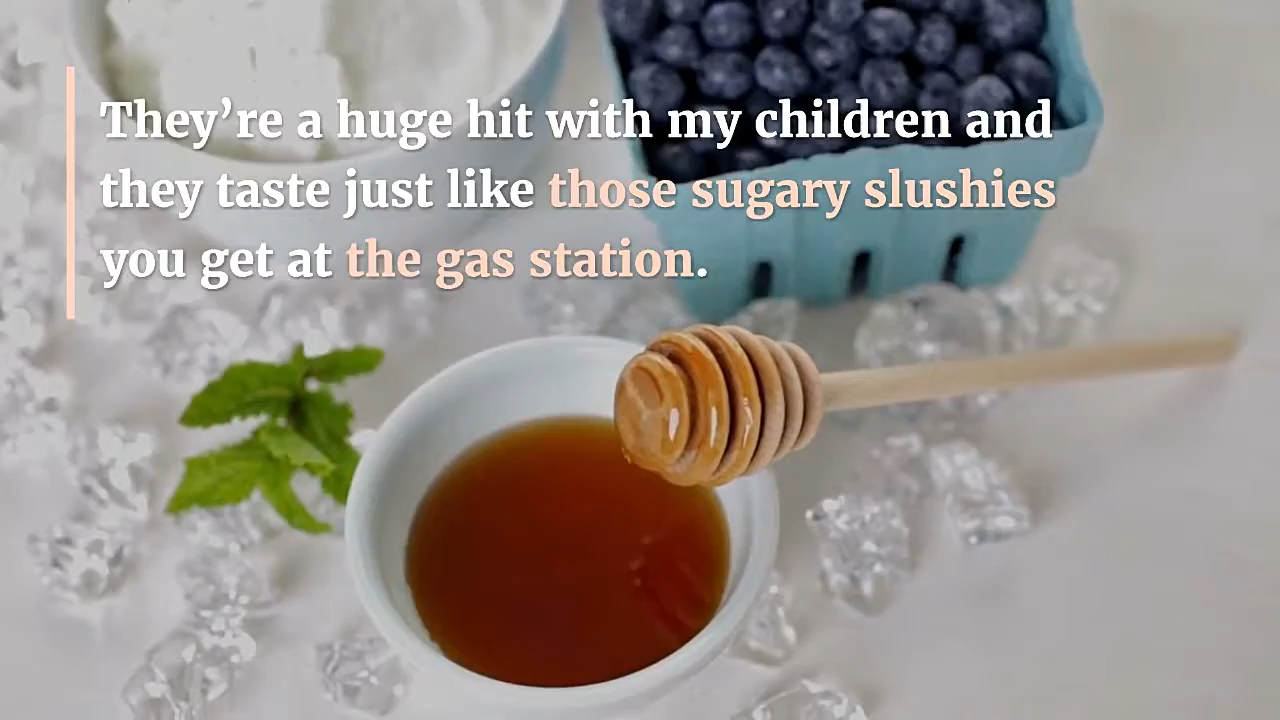 They’re a huge hit with my children and
they taste just like those sugary slushies
you get at the gas station.